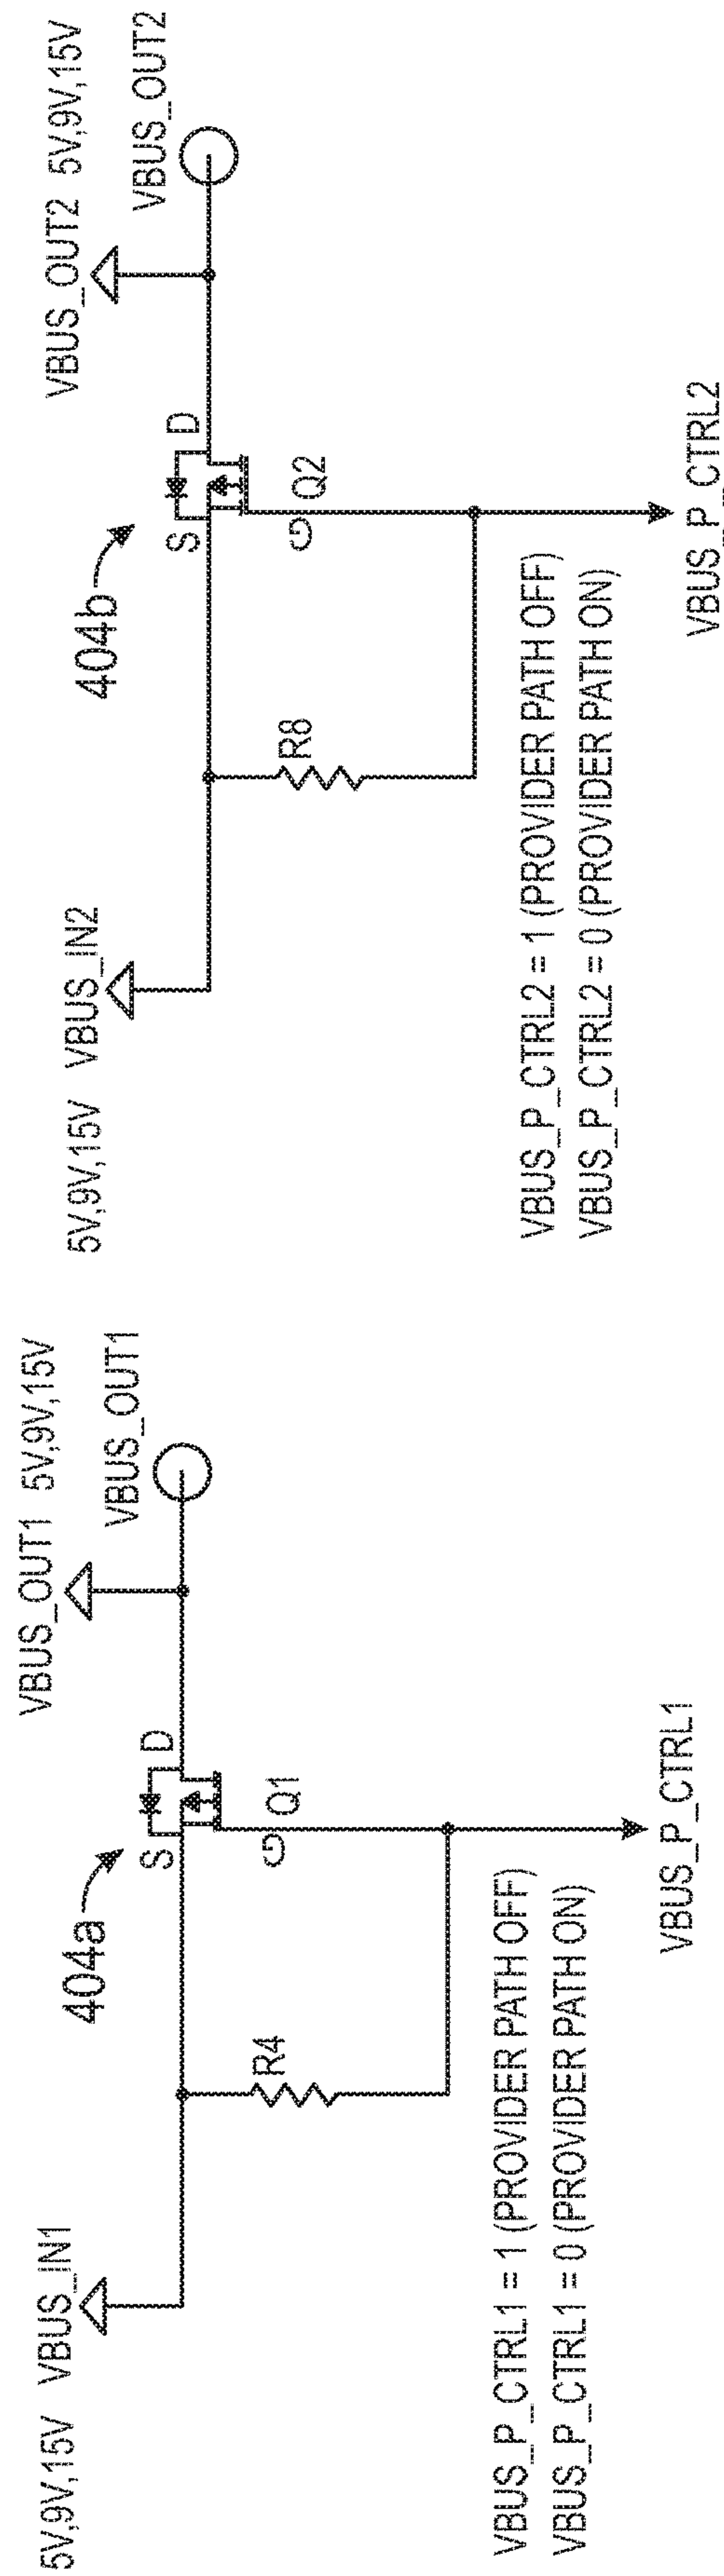 5V,9V,15V VBUS_IN1
VBUS_OUT1 5V,9V,15V
VBUS_OUT1
404a
S
D
G
Q1
R4
VBUS_P_CTRL1 = 1 (PROVIDER PATH OFF)
VBUS_P_CTRL1 = 0 (PROVIDER PATH ON)
VBUS_P_CTRL1
5V,9V,15V VBUS_IN2
VBUS_OUT2 5V,9V,15V
VBUS_OUT2
404b
S
D
G
Q2
R8
VBUS_P_CTRL2 = 1 (PROVIDER PATH OFF)
VBUS_P_CTRL2 = 0 (PROVIDER PATH ON)
VBUS_P_CTRL2